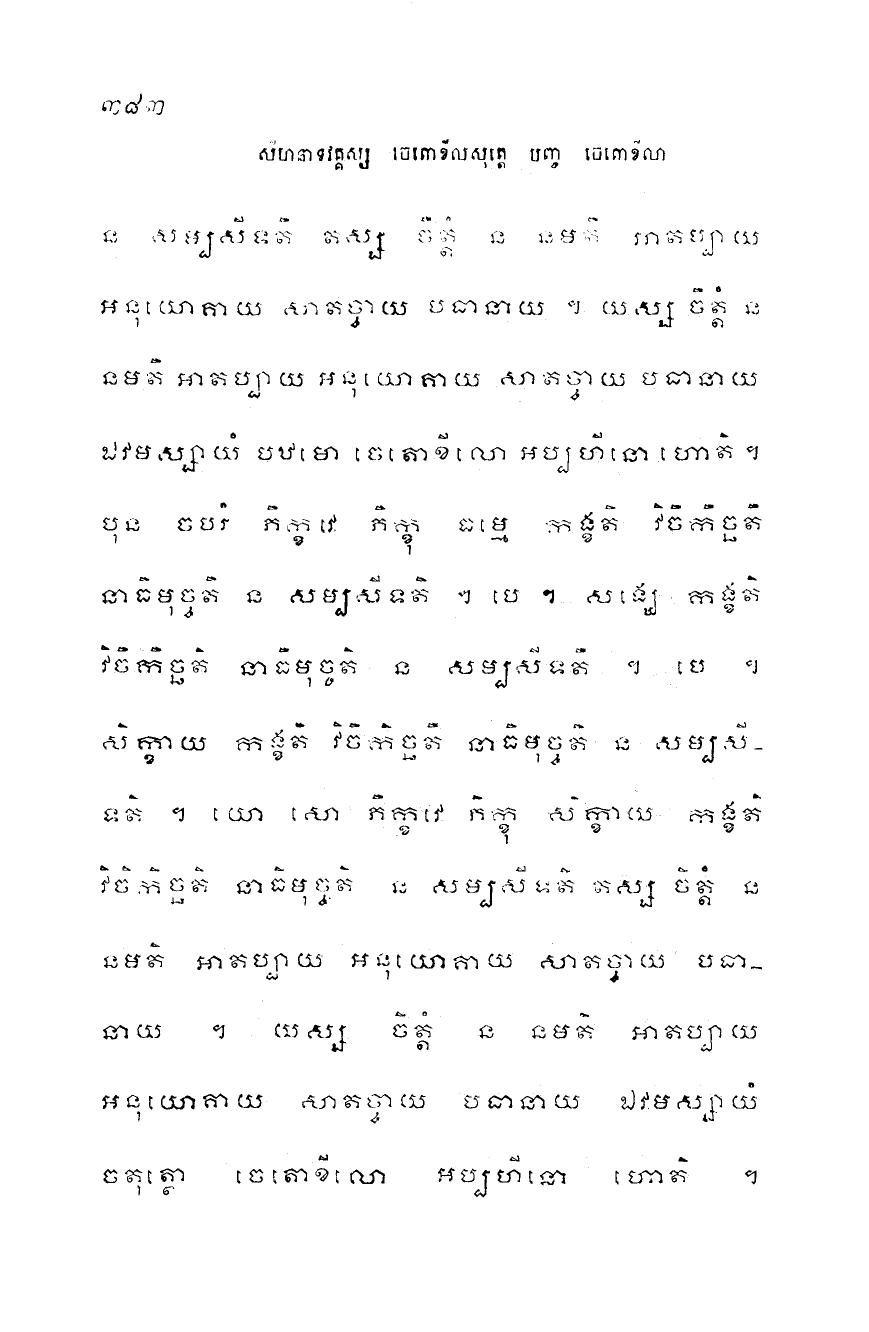 ៣៨៣
សីហនាទវគ្គស្ស ចេតោខីលសុត្តេ បញ្ច ចេតោខីលា
ន សម្បសីទតិ តស្ស ចិត្តំ ន នមតិ អាតប្បាយ
អនុយោគាយ សាតច្ចាយ បធានាយ ។ យស្ស ចិត្តំ ន
នមតិ អាតប្បាយ អនុយោគាយ សាតច្ចាយ បធានាយ
ឯវមស្សាយំ បឋមោ ចេតោខីលោ អប្បហីនោ ហោតិ ។
បុន ចបរំ ភិក្ខវេ ភិក្ខុ ធម្មេ កង្ខតិ វិចិកិច្ឆតិ
នាធិមុច្ចតិ ន សម្បសីទតិ ។ បេ ។ សង្ឃេ កង្ខតិ
វិចិកិច្ឆតិ នាធិមុច្ចតិ ន សម្បសីទតិ ។ បេ ។
សិក្ខាយ កង្ខតិ វិចិកិច្ឆតិ នាធិមុច្ចតិ ន សម្បសី-
ទតិ ។ យោ សោ ភិក្ខវេ ភិក្ខុ សិក្ខាយ កង្ខតិ
វិចិកិច្ឆតិ នាធិមុច្ចតិ ន សម្បសីទតិ តស្ស ចិត្តំ ន
នមតិ អាតប្បាយ អនុយោគាយ សាតច្ចាយ បធា-
នាយ ។ យស្ស ចិត្តំ ន នមតិ អាតប្បាយ
អនុយោគាយ សាតច្ចាយ បធានាយ ឯវមស្សាយំ
ចតុត្ថោ ចេតោខីលោ អប្បហីនោ ហោតិ ។